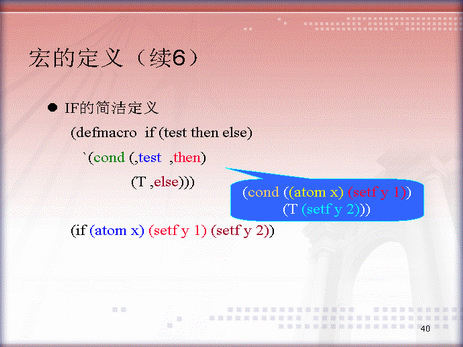 宏的定义（续6）
● IF的简洁定义
(defmacro if (test then else)
`(cond (,test ,then)
(T ,else)))
(cond ((atom x) (setf y 1))
(T (setf y 2)))
(if (atom x) (setf y 1) (setf y 2))
40